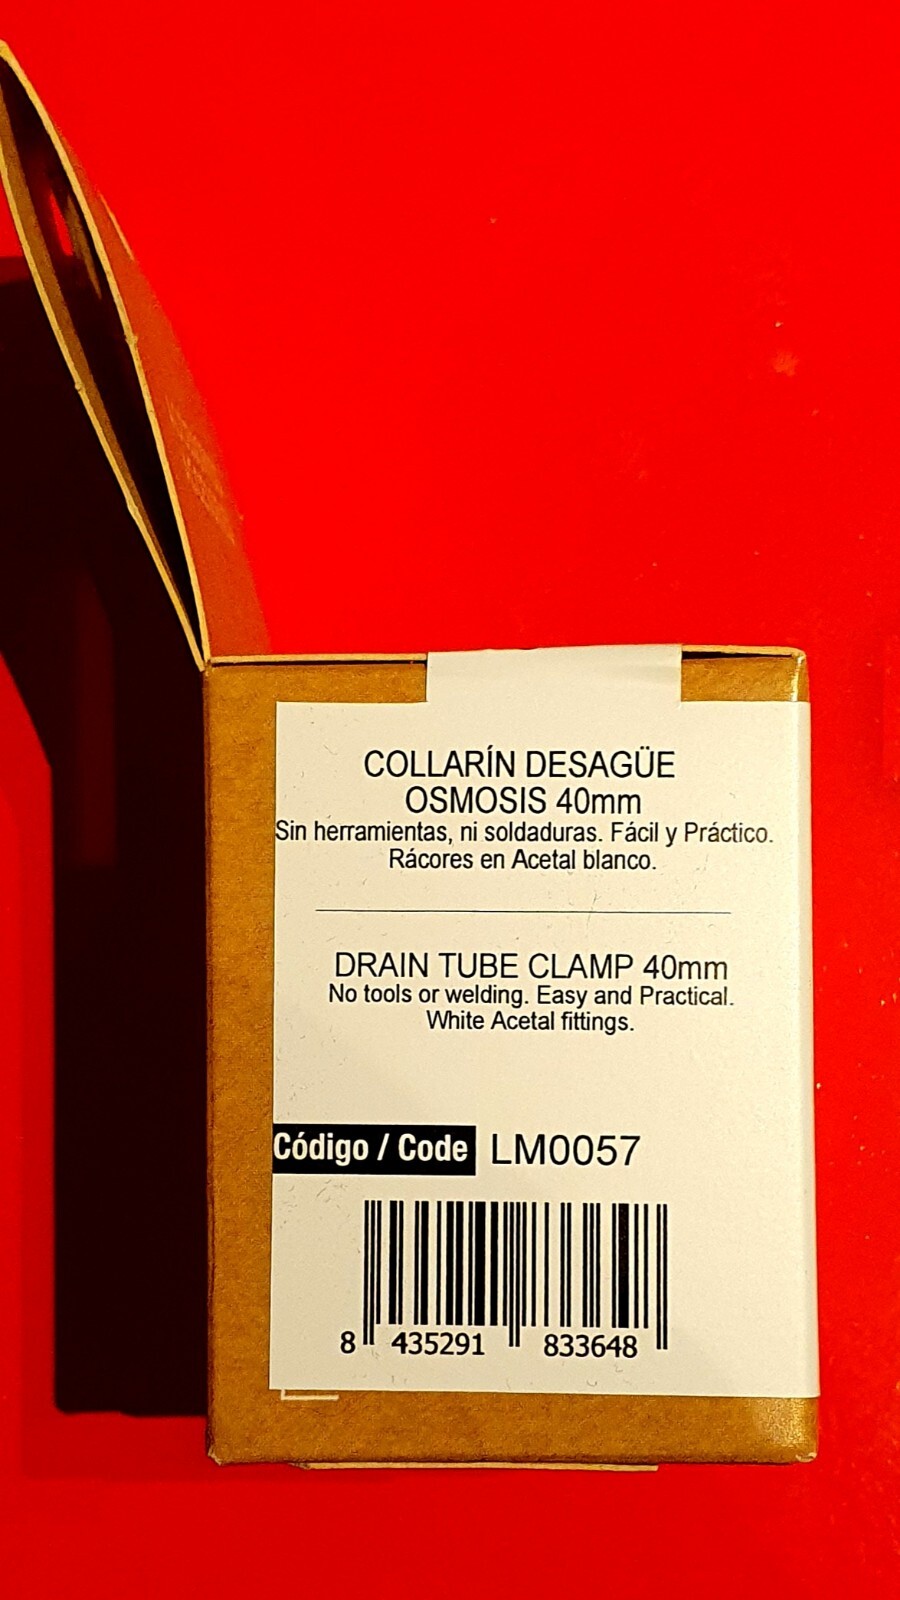 COLLARÍN DESAGÜE
OSMOSIS 40mm
Sin herramientas, ni soldaduras. Fácil y Práctico.
Rácores en Acetal blanco.
DRAIN TUBE CLAMP 40mm
No tools or welding. Easy and Practical.
White Acetal fittings.
Código / Code LM0057
8 435291 833648